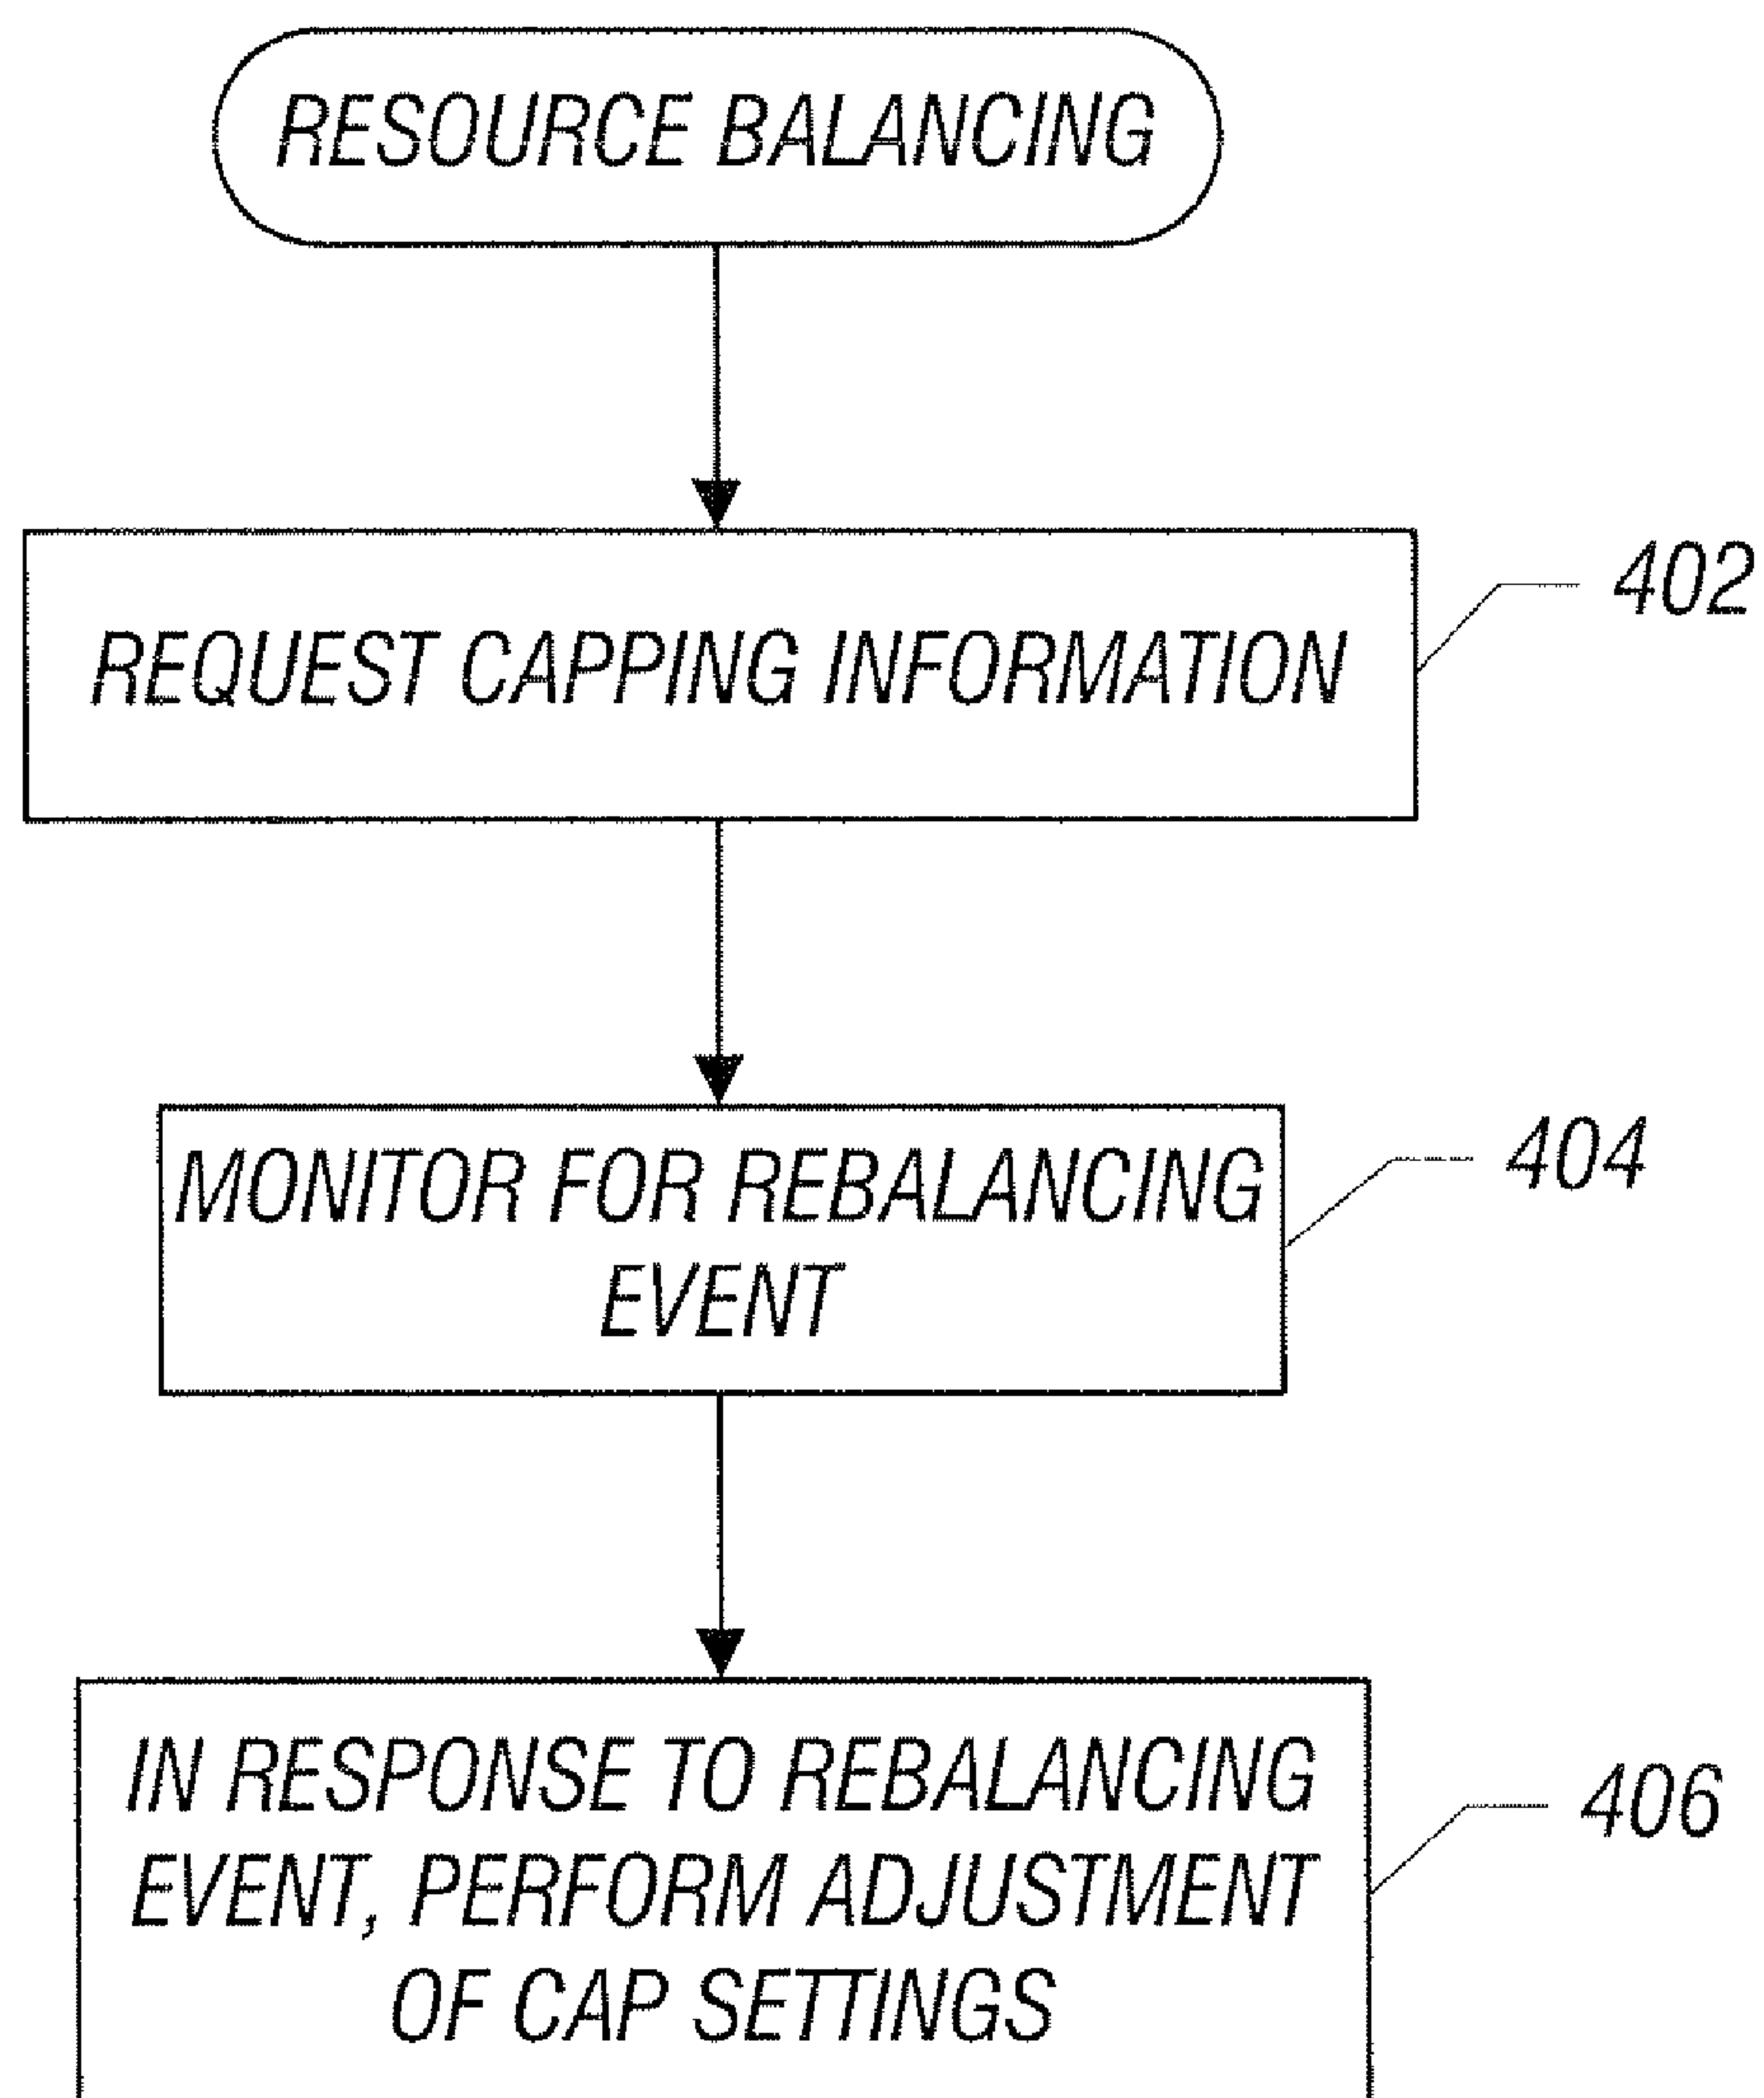 RESOURCE BALANCING
REQUEST CAPPING INFORMATION
402
MONITOR FOR REBALANCING
EVENT
404
IN RESPONSE TO REBALANCING
EVENT, PERFORM ADJUSTMENT
OF CAP SETTINGS
406